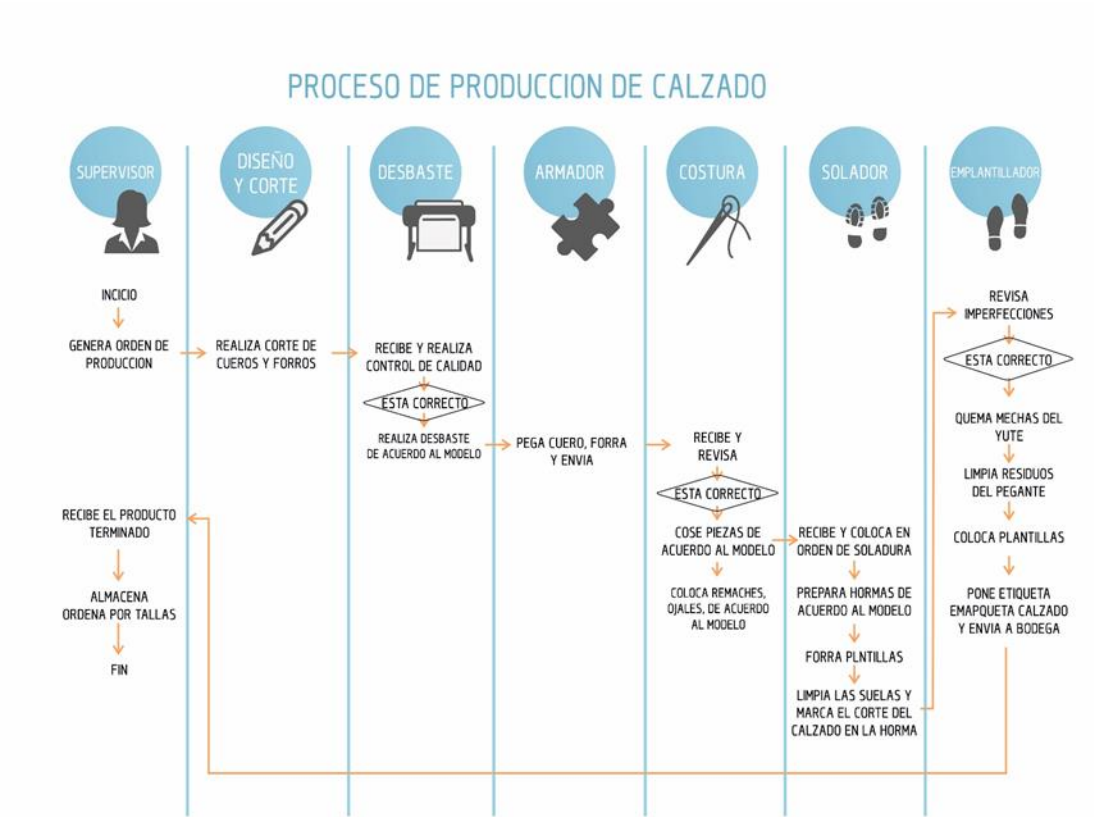 PROCESO DE PRODUCCION DE CALZADO
SUPERVISOR
DISEÑO
Y CORTE
DESBASTE
ARMADOR
COSTURA
SOLADOR
EMPLANTILLADOR
INCICIO
GENERA ORDEN DE
PRODUCCION
RECIBE EL PRODUCTO
TERMINADO
ALMACENA
ORDENA POR TALLAS
FIN
REALIZA CORTE DE
CUEROS Y FORROS
RECIBE Y REALIZA
CONTROL DE CALIDAD
ESTA CORRECTO
REALIZA DESBASTE
DE ACUERDO AL MODELO
PEGA CUERO, FORRA
Y ENVIA
RECIBE Y
REVISA
ESTA CORRECTO
COSE PIEZAS DE
ACUERDO AL MODELO
COLOCA REMACHES,
OJALES, DE ACUERDO
AL MODELO
RECIBE Y COLOCA EN
ORDEN DE SOLADURA
PREPARA HORMAS DE
ACUERDO AL MODELO
FORRA PLNTILLAS
LIMPIA LAS SUELAS Y
MARCA EL CORTE DEL
CALZADO EN LA HORMA
REVISA
IMPERFECCIONES
ESTA CORRECTO
QUEMA MECHAS DEL
YUTE
LIMPIA RESIDUOS
DEL PEGANTE
COLOCA PLANTILLAS
PONE ETIQUETA
EMAPQUETA CALZADO
Y ENVIA A BODEGA